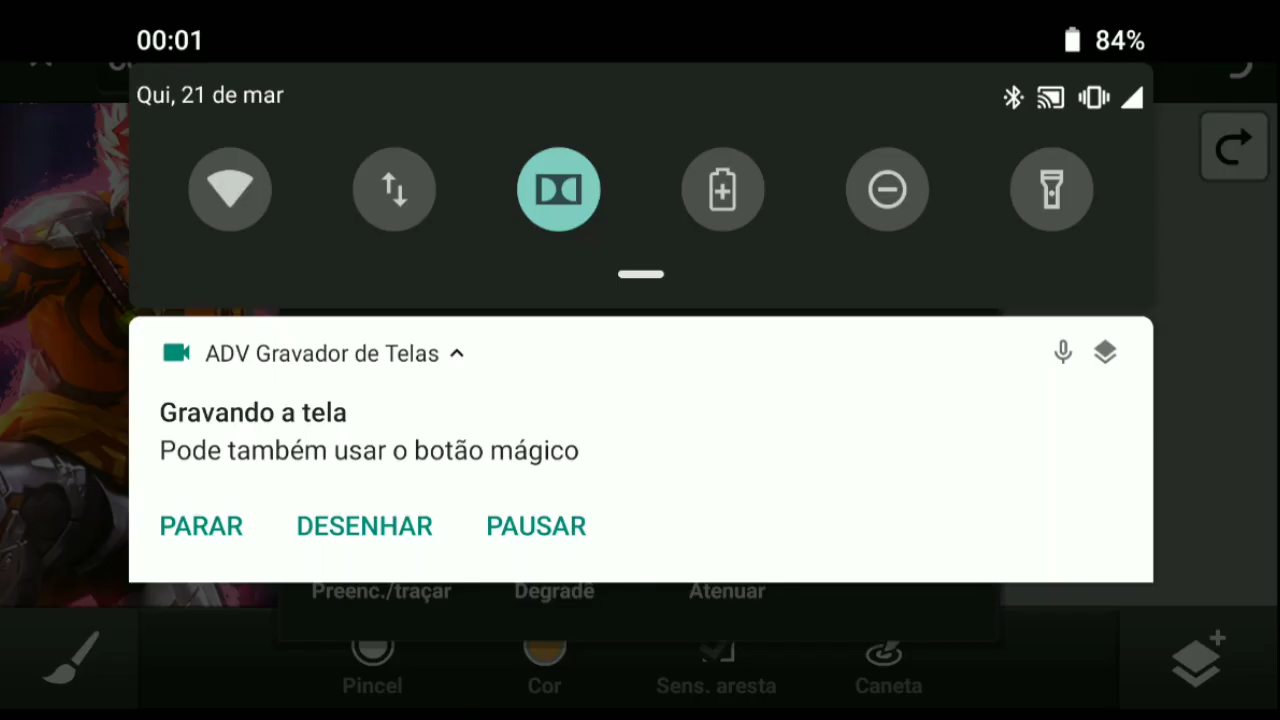 00:01
84%
Qui, 21 de mar
ADV Gravador de Telas
Gravando a tela
Pode também usar o botão mágico
PARAR DESENHAR PAUSAR
Preenc./traçar Degradê Atenuar
Pincel Cor Sens. aresta Caneta